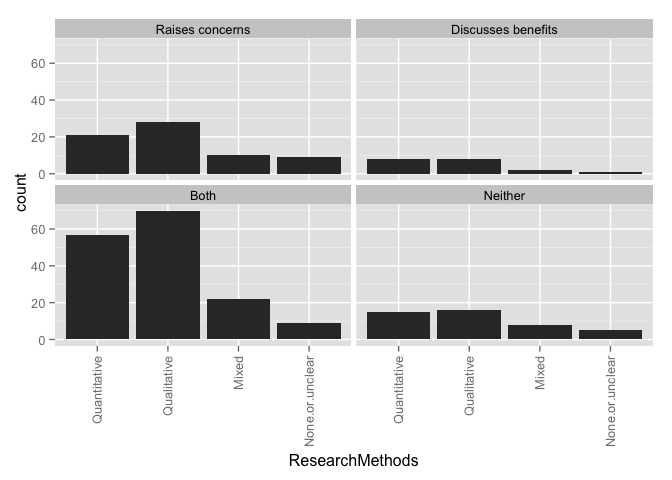 Raises concerns
Discusses benefits
60
40
20
0
count
Both
Neither
60
40
20
0
Quantitative
Qualitative
Mixed
None.or.unclear
Quantitative
Qualitative
Mixed
None.or.unclear
ResearchMethods